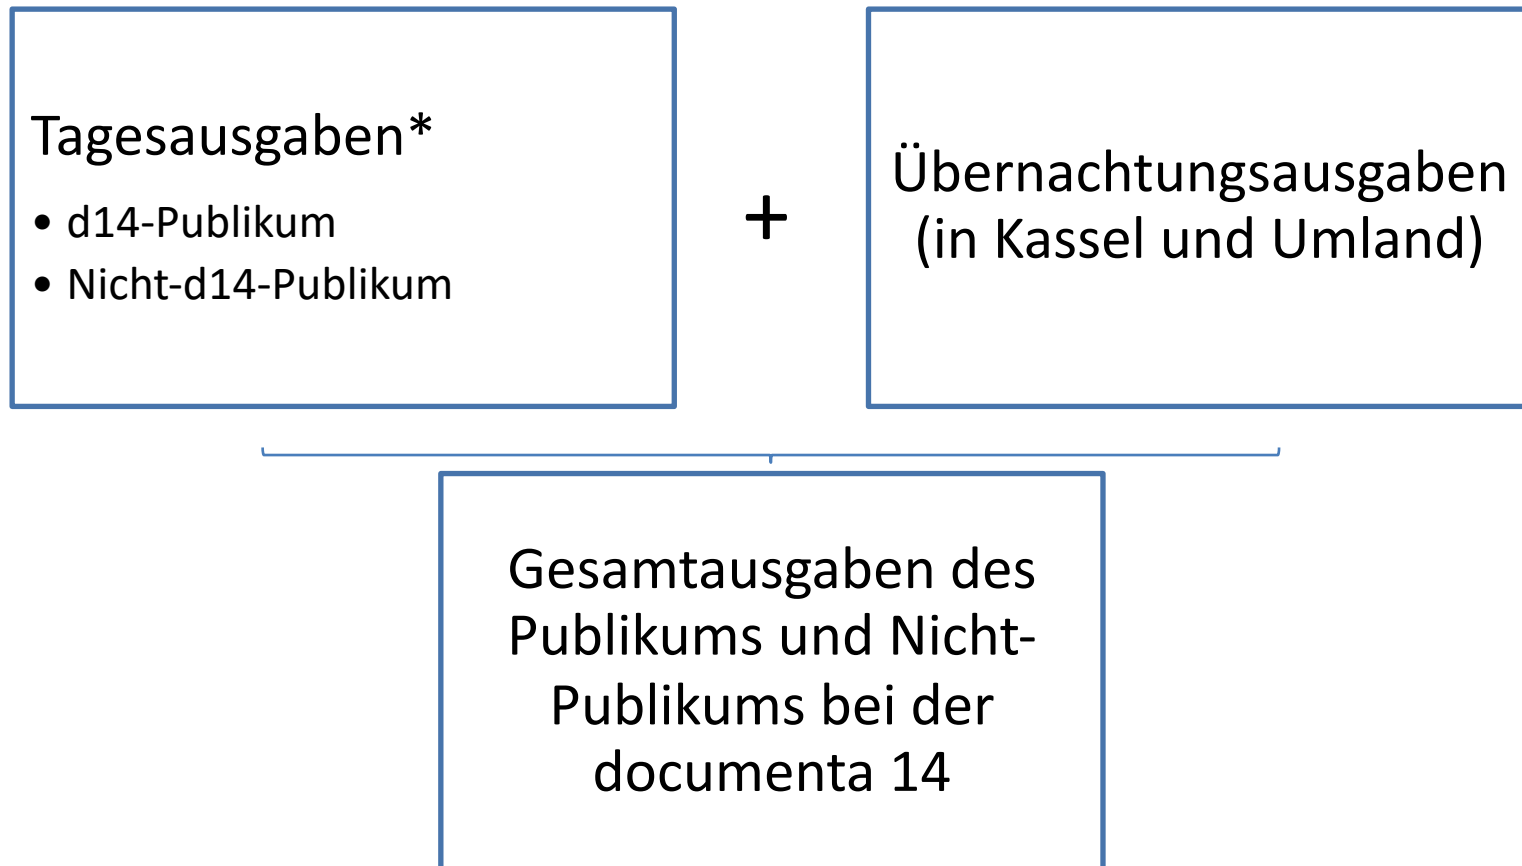 Tagesausgaben*
• d14-Publikum
• Nicht-d14-Publikum
+
Übernachtungsausgaben
(in Kassel und Umland)
Gesamtausgaben des
Publikums und Nicht-
Publikums bei der
documenta 14